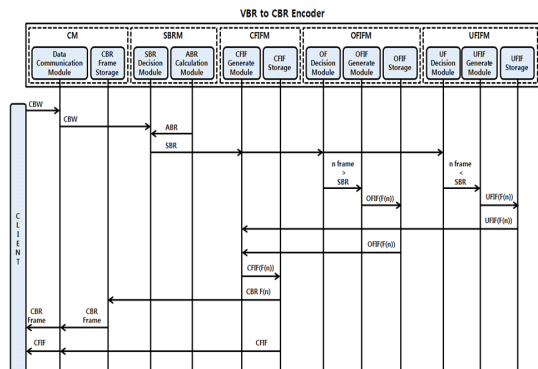 VBR to CBR Encoder
CM
SBRM
CFIFM
OFIFM
UFIFM
Data
Communication
Module
CBR
Frame
Storage
SBR
Decision
Module
ABR
Calculation
Module
CFIF
Generate
Module
CFIF
Storage
OF
Decision
Module
OFIF
Generate
Module
OFIF
Storage
UF
Decision
Module
UFIF
Generate
Module
UFIF
Storage
CBW
CBW
ABR
SBR
n frame
>
SBR
n frame
<
SBR
OFIF(F(n))
UFIF(F(n))
UFIF(F(n))
OFIF(F(n))
CFIF(F(n))
CBR F(n)
CBR
Frame
CBR
Frame
CFIF
CFIF
CLIENT